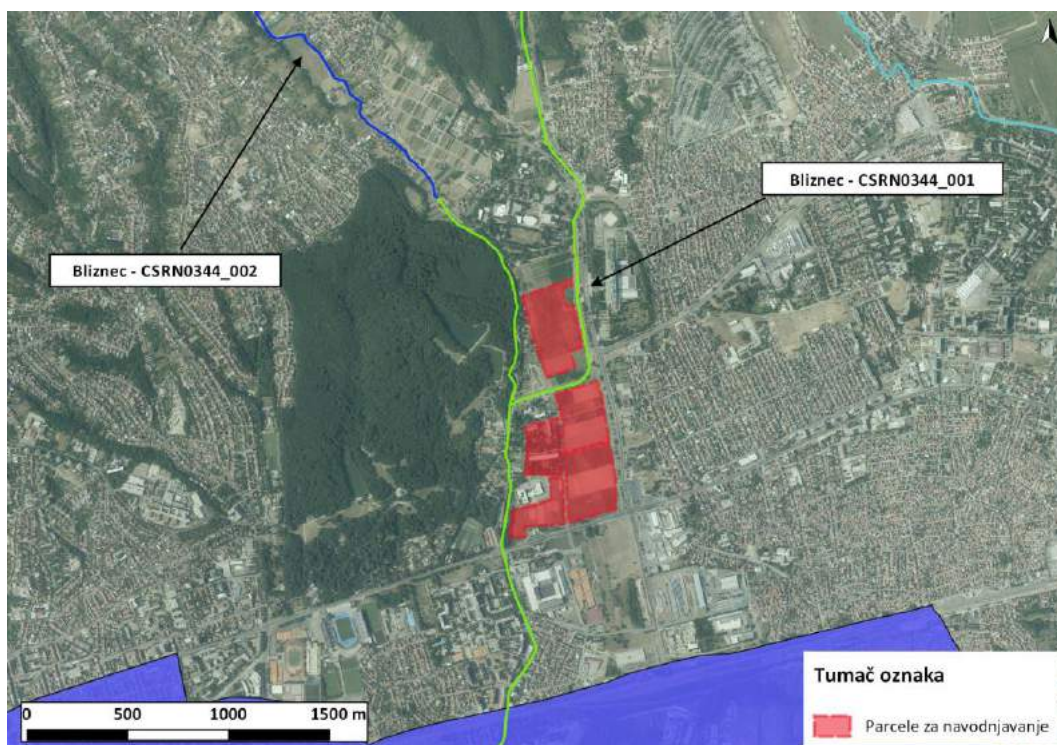 Bliznec - CSRN0344_001
Bliznec - CSRN0344_002
Tumač oznaka
Parcele za navodnjavanje
0 500 1000 1500 m